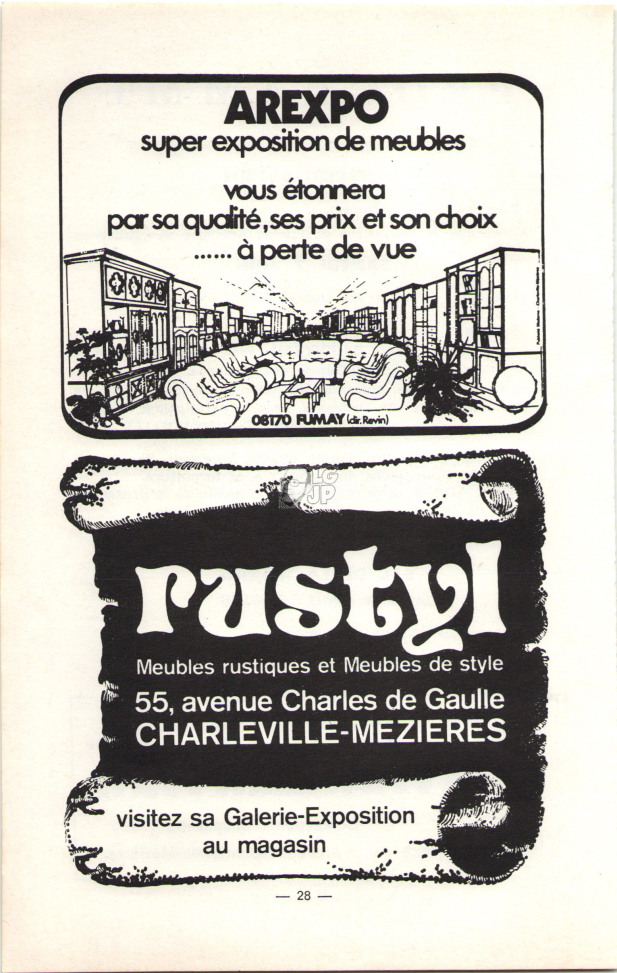 AREXPO
super exposition de meubles
vous étonnera
par sa qualité, ses prix et son choix
...... à perte de vue
08170 FUMAY (dir. Revin)
LG
JP
rustyl
Meubles rustiques et Meubles de style
55, avenue Charles de Gaulle
CHARLEVILLE-MEZIERES
visitez sa Galerie-Exposition
au magasin
— 28 —